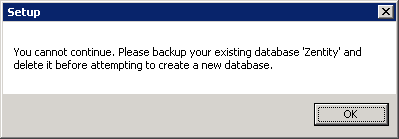 Setup
You cannot continue. Please backup your existing database 'Zentity' and
delete it before attempting to create a new database.
OK